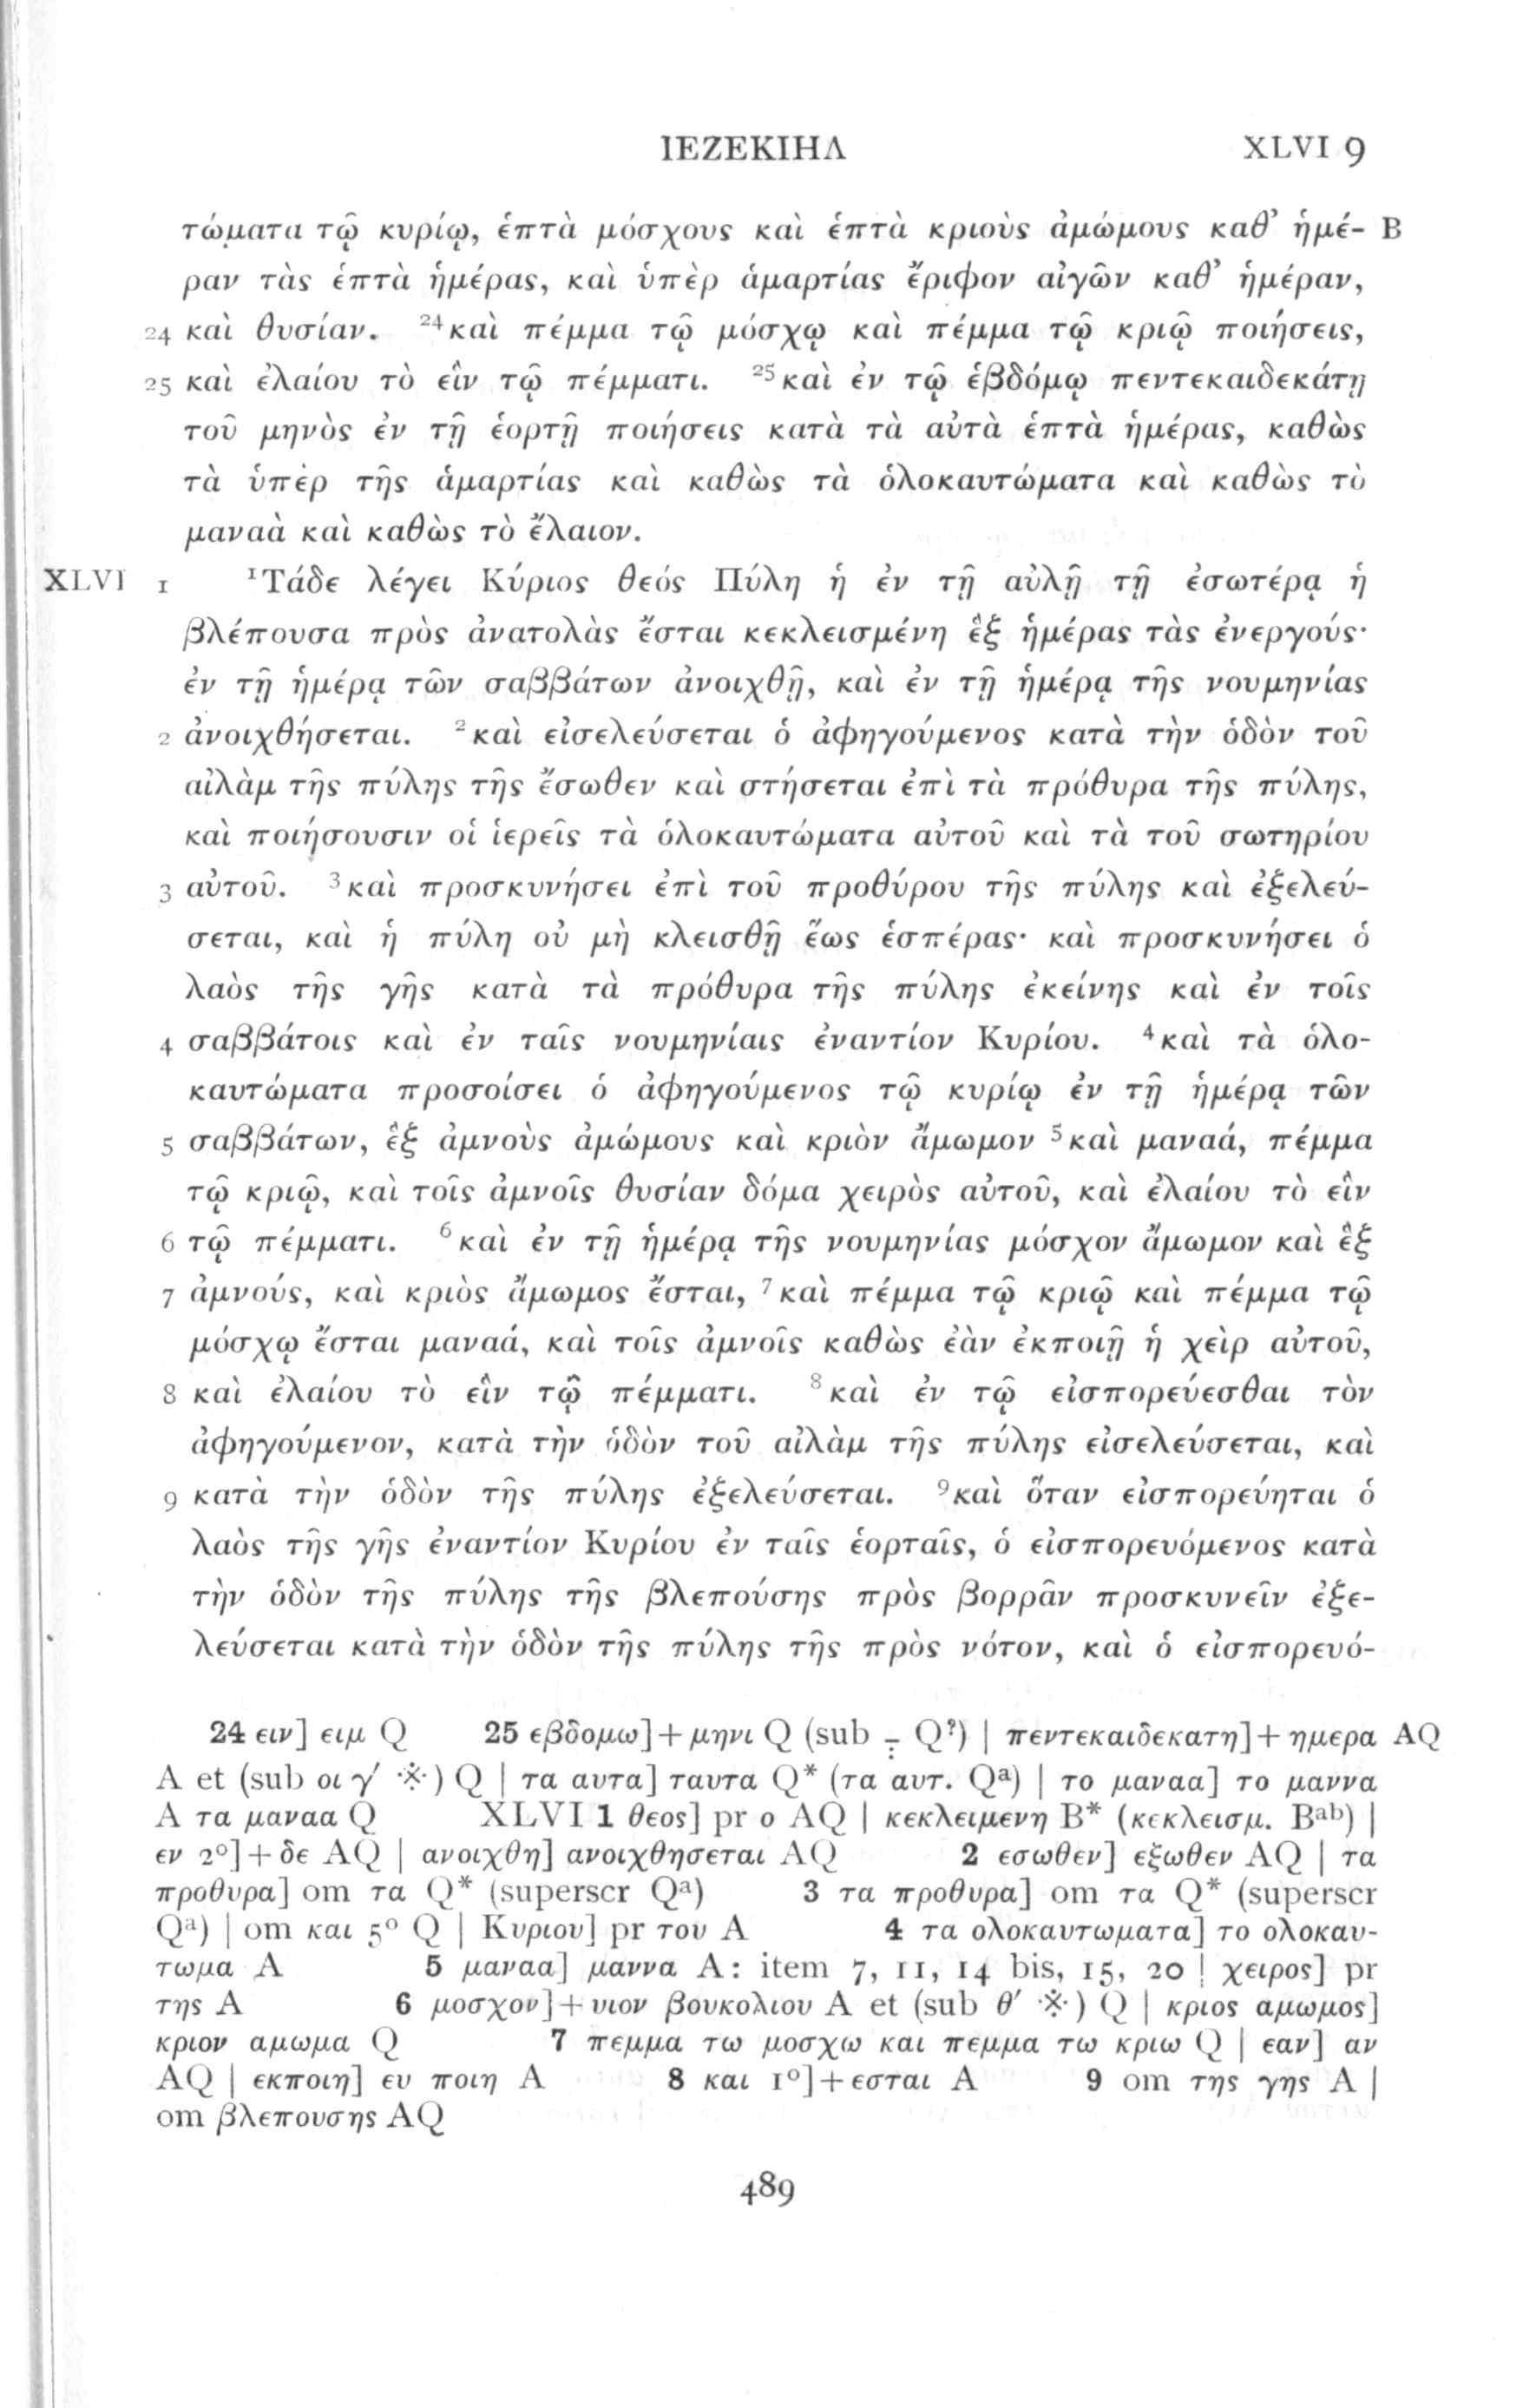 ΙΕΖΕΚΙΗΛ XLVI 9
τώματα τῷ κυρίῳ, ἑπτὰ μόσχους καὶ ἑπτὰ κριοὺς ἀμώμους καθ’ ἡμέ- B
ραν τὰς ἑπτὰ ἡμέρας, καὶ ὑπὲρ ἁμαρτίας ἔριφον αἰγῶν καθ’ ἡμέραν,
24 καὶ θυσίαν. ²⁴καὶ πέμμα τῷ μόσχῳ καὶ πέμμα τῷ κριῷ ποιήσεις,
25 καὶ ἐλαίου τὸ εἲν τῷ πέμματι. ²⁵καὶ ἐν τῷ ἑβδόμῳ πεντεκαιδεκάτῃ
τοῦ μηνὸς ἐν τῇ ἑορτῇ ποιήσεις κατὰ τὰ αὐτὰ ἑπτὰ ἡμέρας, καθὼς
τὰ ὑπὲρ τῆς ἁμαρτίας καὶ καθὼς τὰ ὁλοκαυτώματα καὶ καθὼς τὸ
μαναὰ καὶ καθὼς τὸ ἔλαιον.
XLVI 1 ¹Τάδε λέγει Κύριος θεός Πύλη ἡ ἐν τῇ αὐλῇ τῇ ἐσωτέρᾳ ἡ
βλέπουσα πρὸς ἀνατολὰς ἔσται κεκλεισμένη ἓξ ἡμέρας τὰς ἐνεργούς·
ἐν τῇ ἡμέρᾳ τῶν σαββάτων ἀνοιχθῇ, καὶ ἐν τῇ ἡμέρᾳ τῆς νουμηνίας
2 ἀνοιχθήσεται. ²καὶ εἰσελεύσεται ὁ ἀφηγούμενος κατὰ τὴν ὁδὸν τοῦ
αἰλὰμ τῆς πύλης τῆς ἔσωθεν καὶ στήσεται ἐπὶ τὰ πρόθυρα τῆς πύλης,
καὶ ποιήσουσιν οἱ ἱερεῖς τὰ ὁλοκαυτώματα αὐτοῦ καὶ τὰ τοῦ σωτηρίου
3 αὐτοῦ. ³καὶ προσκυνήσει ἐπὶ τοῦ προθύρου τῆς πύλης καὶ ἐξελεύ-
σεται, καὶ ἡ πύλη οὐ μὴ κλεισθῇ ἕως ἑσπέρας· καὶ προσκυνήσει ὁ
λαὸς τῆς γῆς κατὰ τὰ πρόθυρα τῆς πύλης ἐκείνης καὶ ἐν τοῖς
4 σαββάτοις καὶ ἐν ταῖς νουμηνίαις ἐναντίον Κυρίου. ⁴καὶ τὰ ὁλο-
καυτώματα προσοίσει ὁ ἀφηγούμενος τῷ κυρίῳ ἐν τῇ ἡμέρᾳ τῶν
5 σαββάτων, ἓξ ἀμνοὺς ἀμώμους καὶ κριὸν ἄμωμον ⁵καὶ μαναά, πέμμα
τῷ κριῷ, καὶ τοῖς ἀμνοῖς θυσίαν δόμα χειρὸς αὐτοῦ, καὶ ἐλαίου τὸ εἲν
6 τῷ πέμματι. ⁶καὶ ἐν τῇ ἡμέρᾳ τῆς νουμηνίας μόσχον ἄμωμον καὶ ἓξ
7 ἀμνούς, καὶ κριὸς ἄμωμος ἔσται, ⁷καὶ πέμμα τῷ κριῷ καὶ πέμμα τῷ
μόσχῳ ἔσται μαναά, καὶ τοῖς ἀμνοῖς καθὼς ἐὰν ἐκποιῇ ἡ χεὶρ αὐτοῦ,
8 καὶ ἐλαίου τὸ εἲν τῷ πέμματι. ⁸καὶ ἐν τῷ εἰσπορεύεσθαι τὸν
ἀφηγούμενον, κατὰ τὴν ὁδὸν τοῦ αἰλὰμ τῆς πύλης εἰσελεύσεται, καὶ
9 κατὰ τὴν ὁδὸν τῆς πύλης ἐξελεύσεται. ⁹καὶ ὅταν εἰσπορεύηται ὁ
λαὸς τῆς γῆς ἐναντίον Κυρίου ἐν ταῖς ἑορταῖς, ὁ εἰσπορευόμενος κατὰ
τὴν ὁδὸν τῆς πύλης τῆς βλεπούσης πρὸς βορρᾶν προσκυνεῖν ἐξε-
λεύσεται κατὰ τὴν ὁδὸν τῆς πύλης τῆς πρὸς νότον, καὶ ὁ εἰσπορευό-
24 ειν] ειμ Q 25 εβδομω]+μηνι Q (sub ÷ Q?) | πεντεκαιδεκατη]+ημερα AQ
A et (sub οι γ′ ※) Q | τα αυτα] ταυτα Q* (τα αυτ. Qᵃ) | το μαναα] το μαννα
A τα μαναα Q XLVI 1 θεος] pr ο AQ | κεκλειμενη B* (κεκλεισμ. Bᵃᵇ) |
εν 2°]+δε AQ | ανοιχθη] ανοιχθησεται AQ 2 εσωθεν] εξωθεν AQ | τα
προθυρα] om τα Q* (superscr Qᵃ) 3 τα προθυρα] om τα Q* (superscr
Qᵃ) | om και 5° Q | Κυριου] pr του A 4 τα ολοκαυτωματα] το ολοκαυ-
τωμα A 5 μαναα] μαννα A: item 7, 11, 14 bis, 15, 20 | χειρος] pr
της A 6 μοσχον]+υιον βουκολιου A et (sub θ′ ※) Q | κριος αμωμος]
κριον αμωμα Q 7 πεμμα τω μοσχω και πεμμα τω κριω Q | εαν] αν
AQ | εκποιη] ευ ποιη A 8 και 1°]+εσται A 9 om της γης A |
om βλεπουσης AQ
489